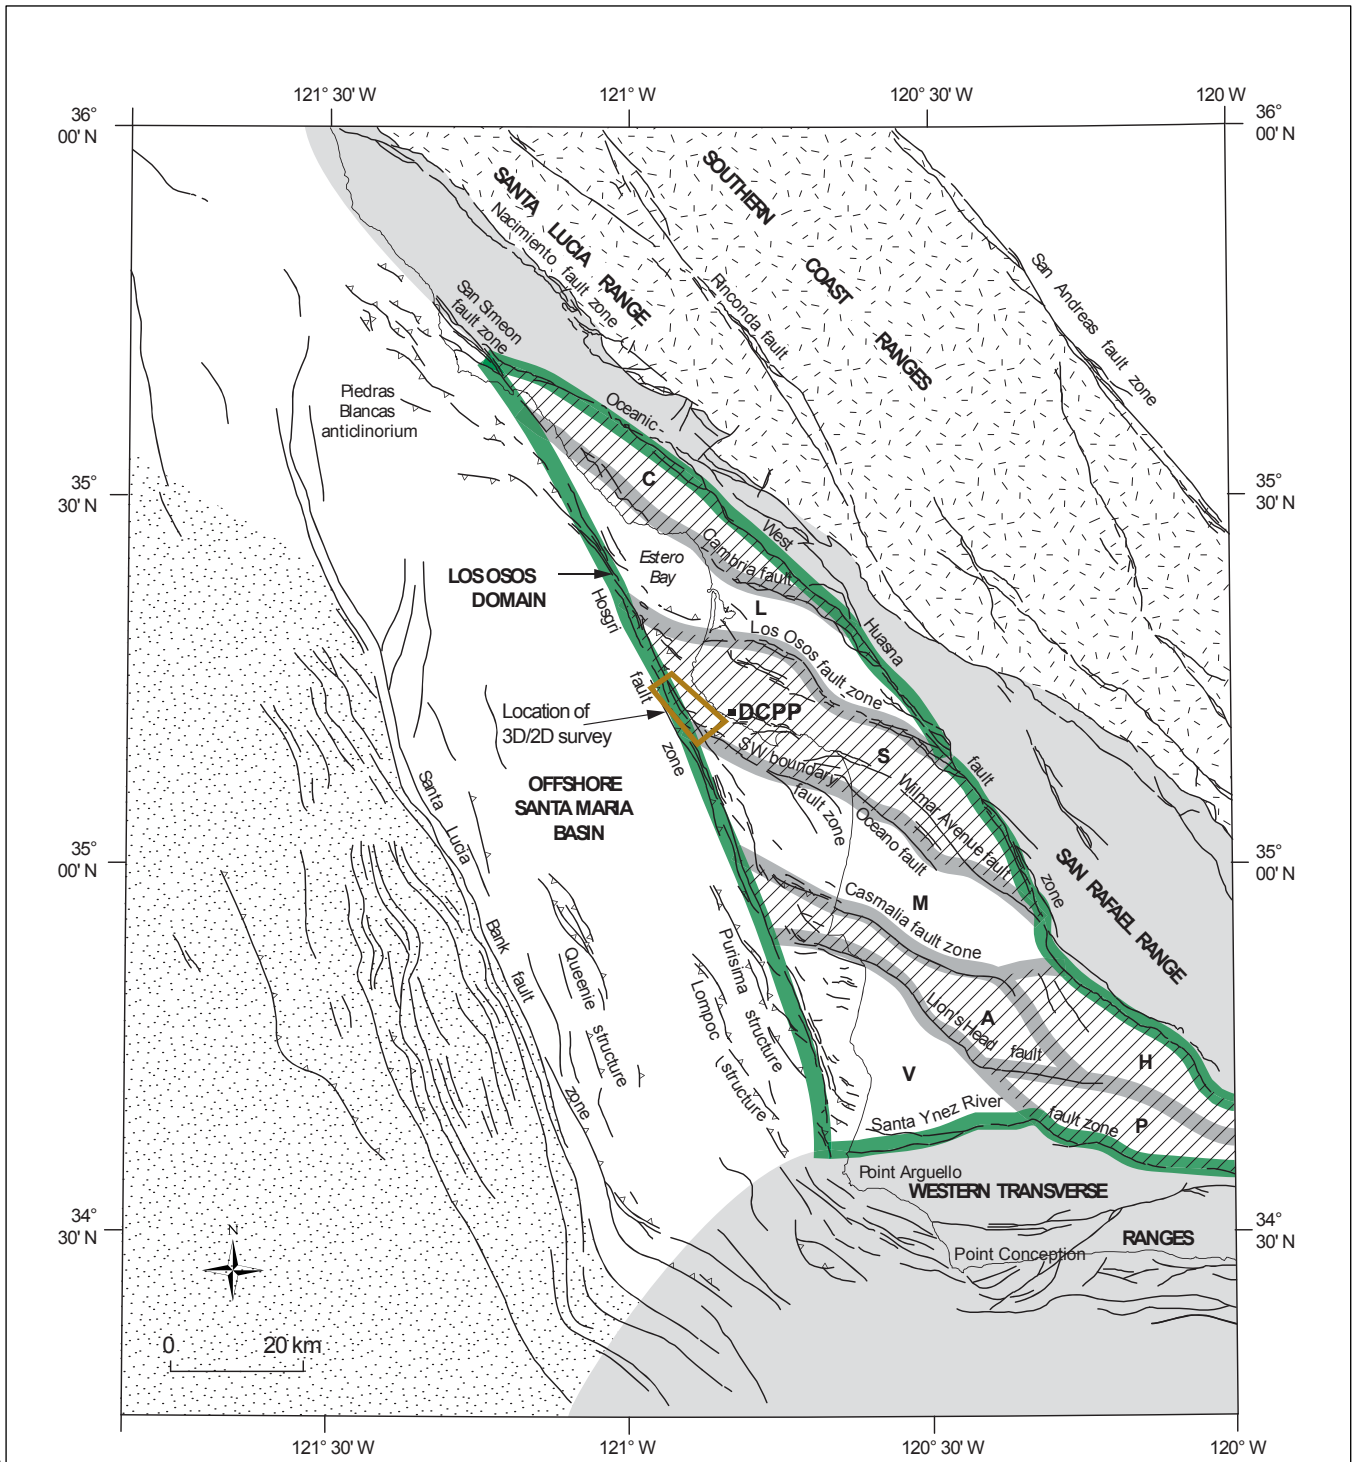 121° 30' W
121° W
120° 30' W
120° W
36°
00' N
36°
00' N
SOUTHERN
COAST
RANGES
SANTA
LUCIA
RANGE
Nacimiento fault zone
San Andreas fault zone
Rinconda fault
San Simeon
fault zone
Piedras
Blancas
anticlinorium
Oceanic -
West
Huasna
fault
zone
35°
30' N
35°
30' N
C
Cambria fault
Estero
Bay
LOS OSOS
DOMAIN
L
Hosgri
fault
zone
Los Osos fault zone
Location of
3D/2D survey
DCPP
S
SW boundary
fault zone
Wilmar Avenue fault
Oceano fault
OFFSHORE
SANTA MARIA
BASIN
Santa
Lucia
Bank
fault
zone
35°
00' N
35°
00' N
SAN RAFAEL RANGE
M
Casmalia fault zone
Queenie structure
Purisima structure
Lompoc structure
A
Lion's Head fault
H
V
P
Santa Ynez River
fault zone
Point Arguello
WESTERN TRANSVERSE
RANGES
Point Conception
34°
30' N
34°
30' N
N
0 20 km
121° 30' W
121° W
120° 30' W
120° W